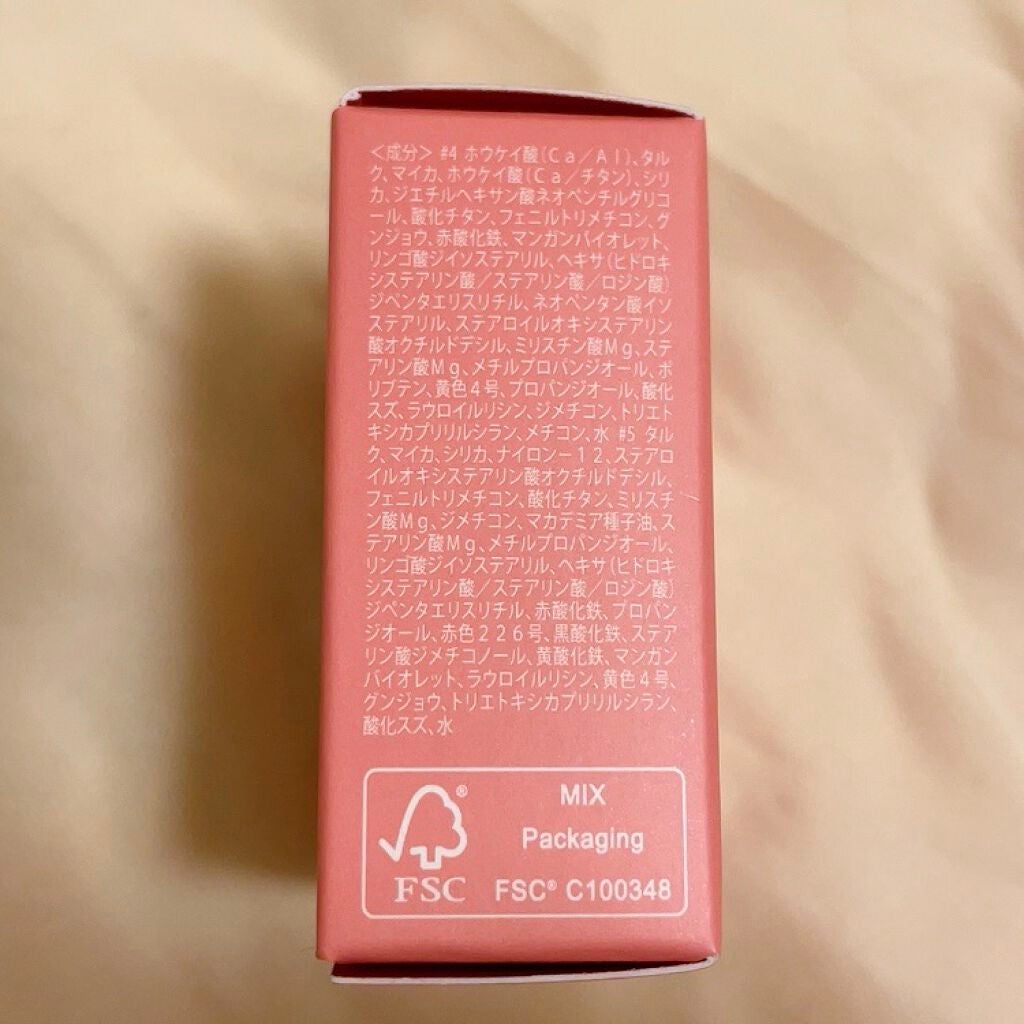 ＜成分＞ #4 ホウケイ酸(Ca／Al)、タル
ク、マイカ、ホウケイ酸(Ca／チタン)、シリ
カ、ジエチルヘキサン酸ネオペンチルグリコ
ール、酸化チタン、フェニルトリメチコン、グ
ンジョウ、赤酸化鉄、マンガンバイオレット、
リンゴ酸ジイソステアリル、ヘキサ(ヒドロキ
システアリン酸／ステアリン酸／ロジン酸)
ジペンタエリスリチル、ネオペンタン酸イソ
ステアリル、ステアロイルオキシステアリン
酸オクチルドデシル、ミリスチン酸Mg、ステ
アリン酸Mg、メチルプロパンジオール、ポ
リブテン、黄色4号、プロパンジオール、酸化
スズ、ラウロイルリシン、ジメチコン、トリエト
キシカプリリルシラン、メチコン、水 #5 タル
ク、マイカ、シリカ、ナイロン－12、ステアロ
イルオキシステアリン酸オクチルドデシル、
フェニルトリメチコン、酸化チタン、ミリスチ
ン酸Mg、ジメチコン、マカデミア種子油、ス
テアリン酸Mg、メチルプロパンジオール、
リンゴ酸ジイソステアリル、ヘキサ(ヒドロキ
システアリン酸／ステアリン酸／ロジン酸)
ジペンタエリスリチル、赤酸化鉄、プロパン
ジオール、赤色226号、黒酸化鉄、ステア
リン酸ジメチコノール、黄酸化鉄、マンガン
バイオレット、ラウロイルリシン、黄色4号、
グンジョウ、トリエトキシカプリリルシラン、
酸化スズ、水
MIX
Packaging
FSC® C100348
®
FSC